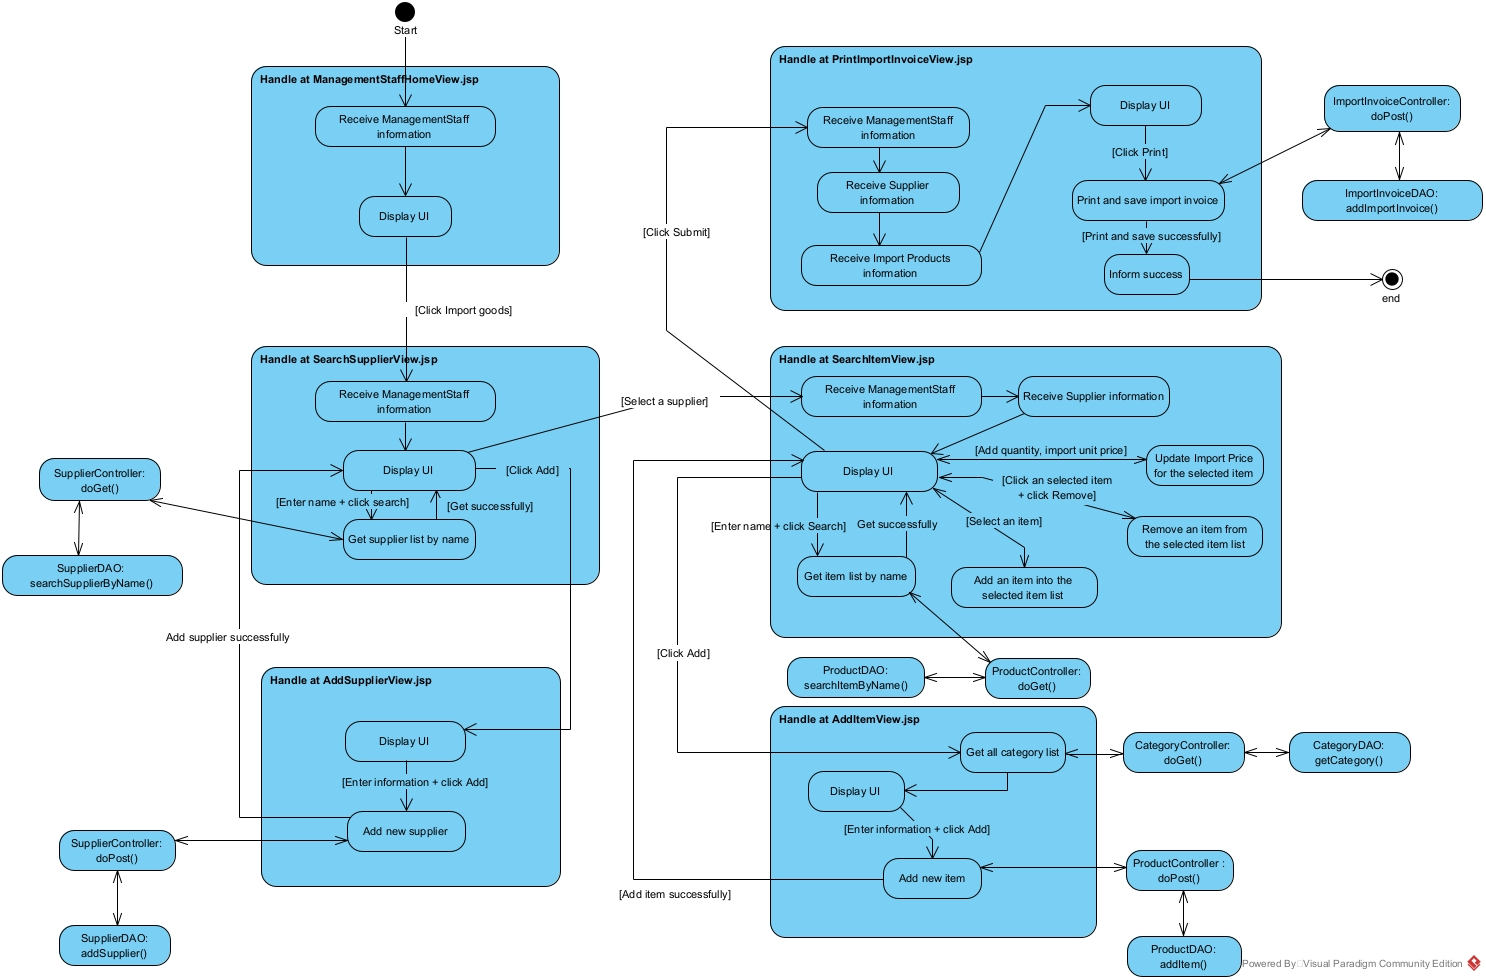 Start
Handle at ManagementStaffHomeView.jsp
Receive ManagementStaff
information
Display UI
[Click Import goods]
Handle at SearchSupplierView.jsp
Receive ManagementStaff
information
Display UI
[Click Add]
[Select a supplier]
[Enter name + click search]
[Get successfully]
Get supplier list by name
SupplierController:
doGet()
SupplierDAO:
searchSupplierByName()
Add supplier successfully
Handle at AddSupplierView.jsp
Display UI
[Enter information + click Add]
Add new supplier
SupplierController:
doPost()
SupplierDAO:
addSupplier()
Handle at PrintImportInvoiceView.jsp
Receive ManagementStaff
information
Receive Supplier
information
Receive Import Products
information
Display UI
[Click Print]
Print and save import invoice
[Print and save successfully]
Inform success
end
ImportInvoiceController:
doPost()
ImportInvoiceDAO:
addImportInvoice()
[Click Submit]
Handle at SearchItemView.jsp
Receive ManagementStaff
information
Receive Supplier information
Display UI
[Add quantity, import unit price]
Update Import Price
for the selected item
[Click an selected item
+ click Remove]
Remove an item from
the selected item list
[Select an item]
Add an item into the
selected item list
[Enter name + click Search]
Get successfully
Get item list by name
[Click Add]
ProductDAO:
searchItemByName()
ProductController:
doGet()
Handle at AddItemView.jsp
Get all category list
CategoryController:
doGet()
CategoryDAO:
getCategory()
Display UI
[Enter information + click Add]
Add new item
[Add item successfully]
ProductController :
doPost()
ProductDAO:
addItem()
Powered By Visual Paradigm Community Edition